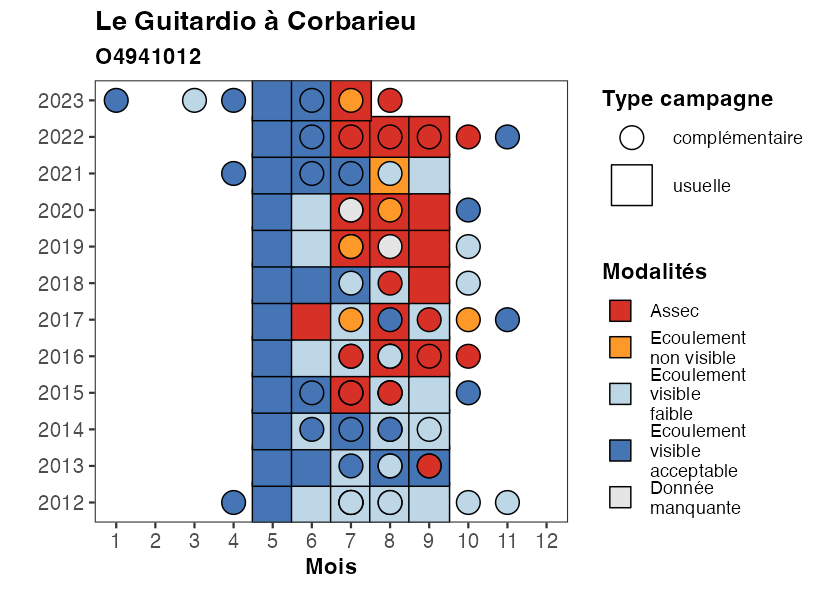 Le Guitardio à Corbarieu
O4941012
2023
2022
2021
2020
2019
2018
2017
2016
2015
2014
2013
2012
1 2 3 4 5 6 7 8 9 10 11 12
Mois
Type campagne
complémentaire
usuelle
Modalités
Assec
Ecoulement
non visible
Ecoulement
visible
faible
Ecoulement
visible
acceptable
Donnée
manquante